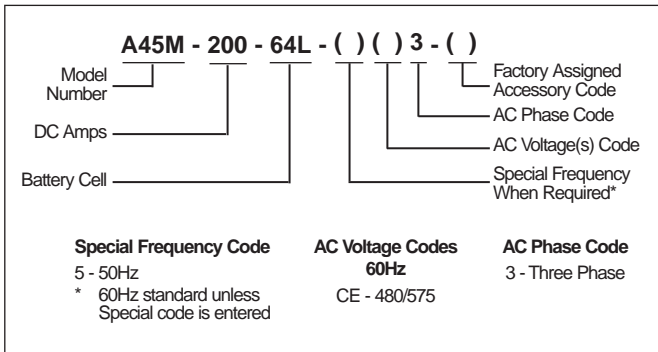 A45M - 200 - 64L - ( ) ( ) 3 - ( )
Model
Number
DC Amps
Battery Cell
Factory Assigned
Accessory Code
AC Phase Code
AC Voltage(s) Code
Special Frequency
When Required*
Special Frequency Code
5 - 50Hz
* 60Hz standard unless
Special code is entered
AC Voltage Codes
60Hz
CE - 480/575
AC Phase Code
3 - Three Phase